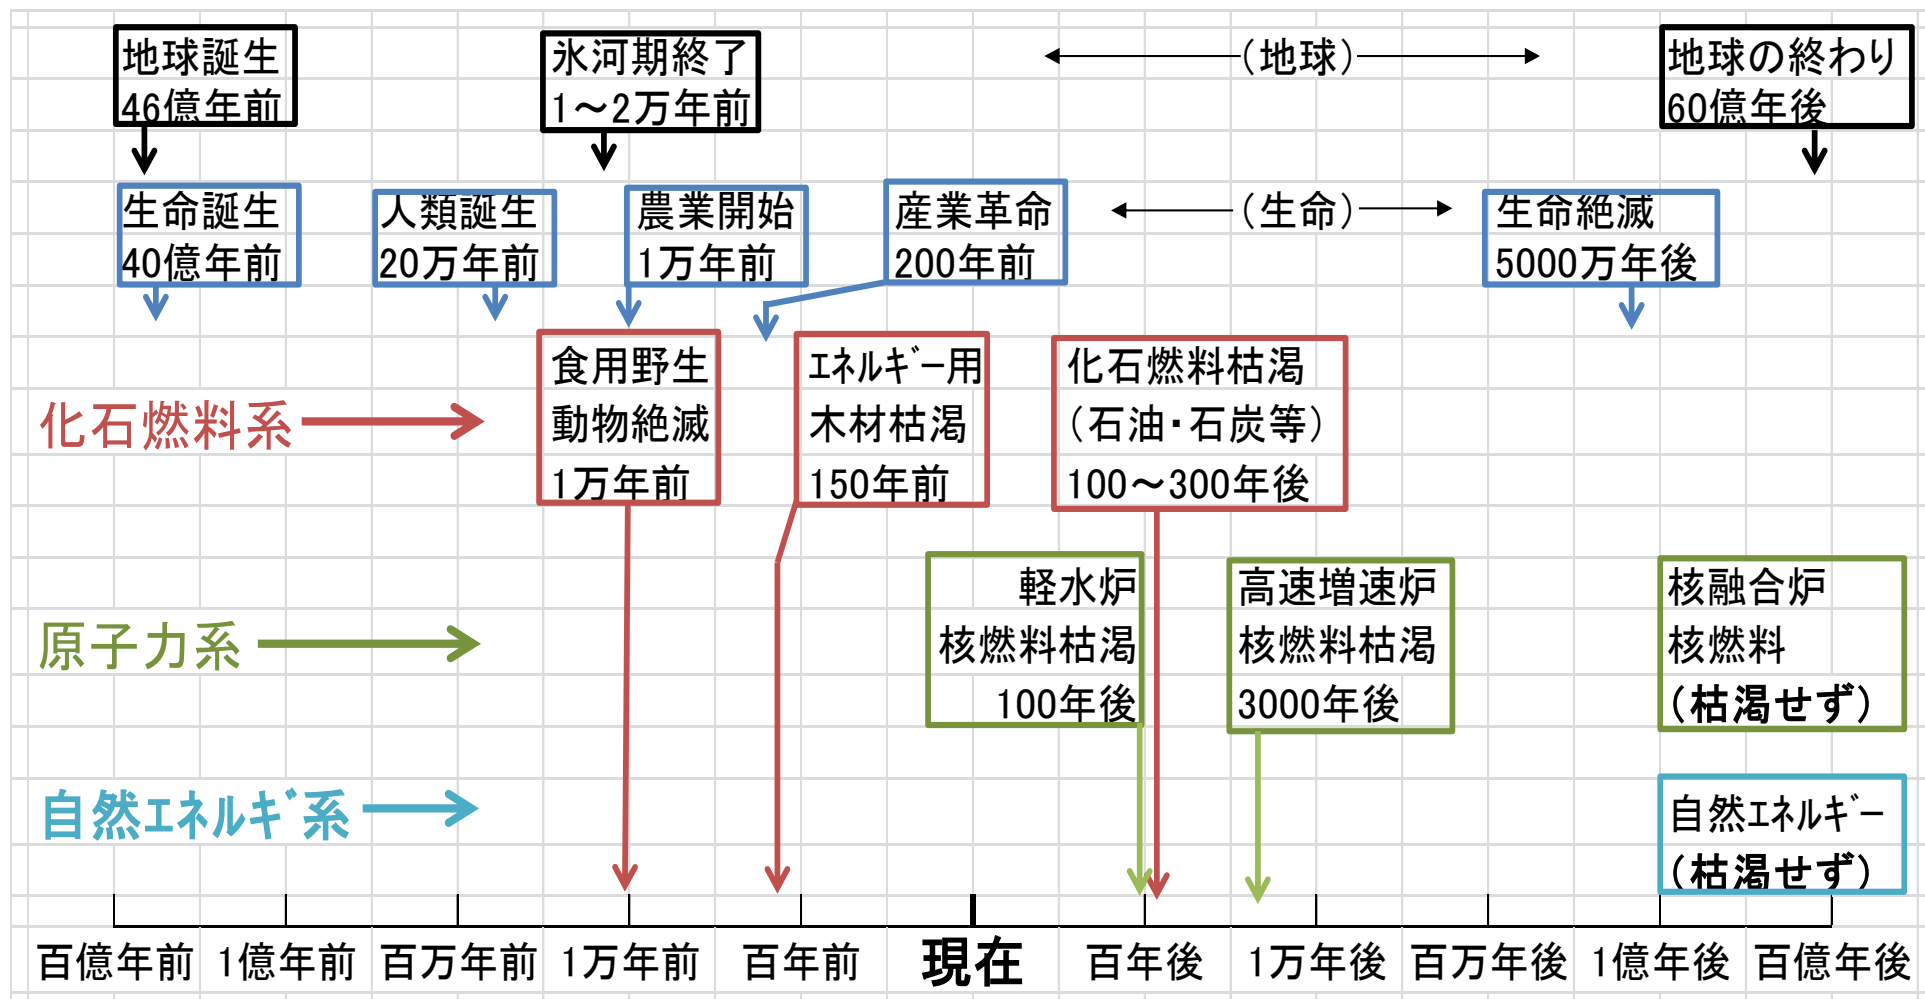 地球誕生
46億年前
氷河期終了
1～2万年前
(地球)
地球の終わり
60億年後
生命誕生
40億年前
人類誕生
20万年前
農業開始
1万年前
産業革命
200年前
(生命)
生命絶滅
5000万年後
化石燃料系
食用野生
動物絶滅
1万年前
ｴﾈﾙｷﾞｰ用
木材枯渇
150年前
化石燃料枯渇
(石油･石炭等)
100～300年後
原子力系
軽水炉
核燃料枯渇
100年後
高速増速炉
核燃料枯渇
3000年後
核融合炉
核燃料
(枯渇せず)
自然ｴﾈﾙｷﾞ系
自然ｴﾈﾙｷﾞｰ
(枯渇せず)
百億年前 1億年前 百万年前 1万年前 百年前 現在 百年後 1万年後 百万年後 1億年後 百億年後